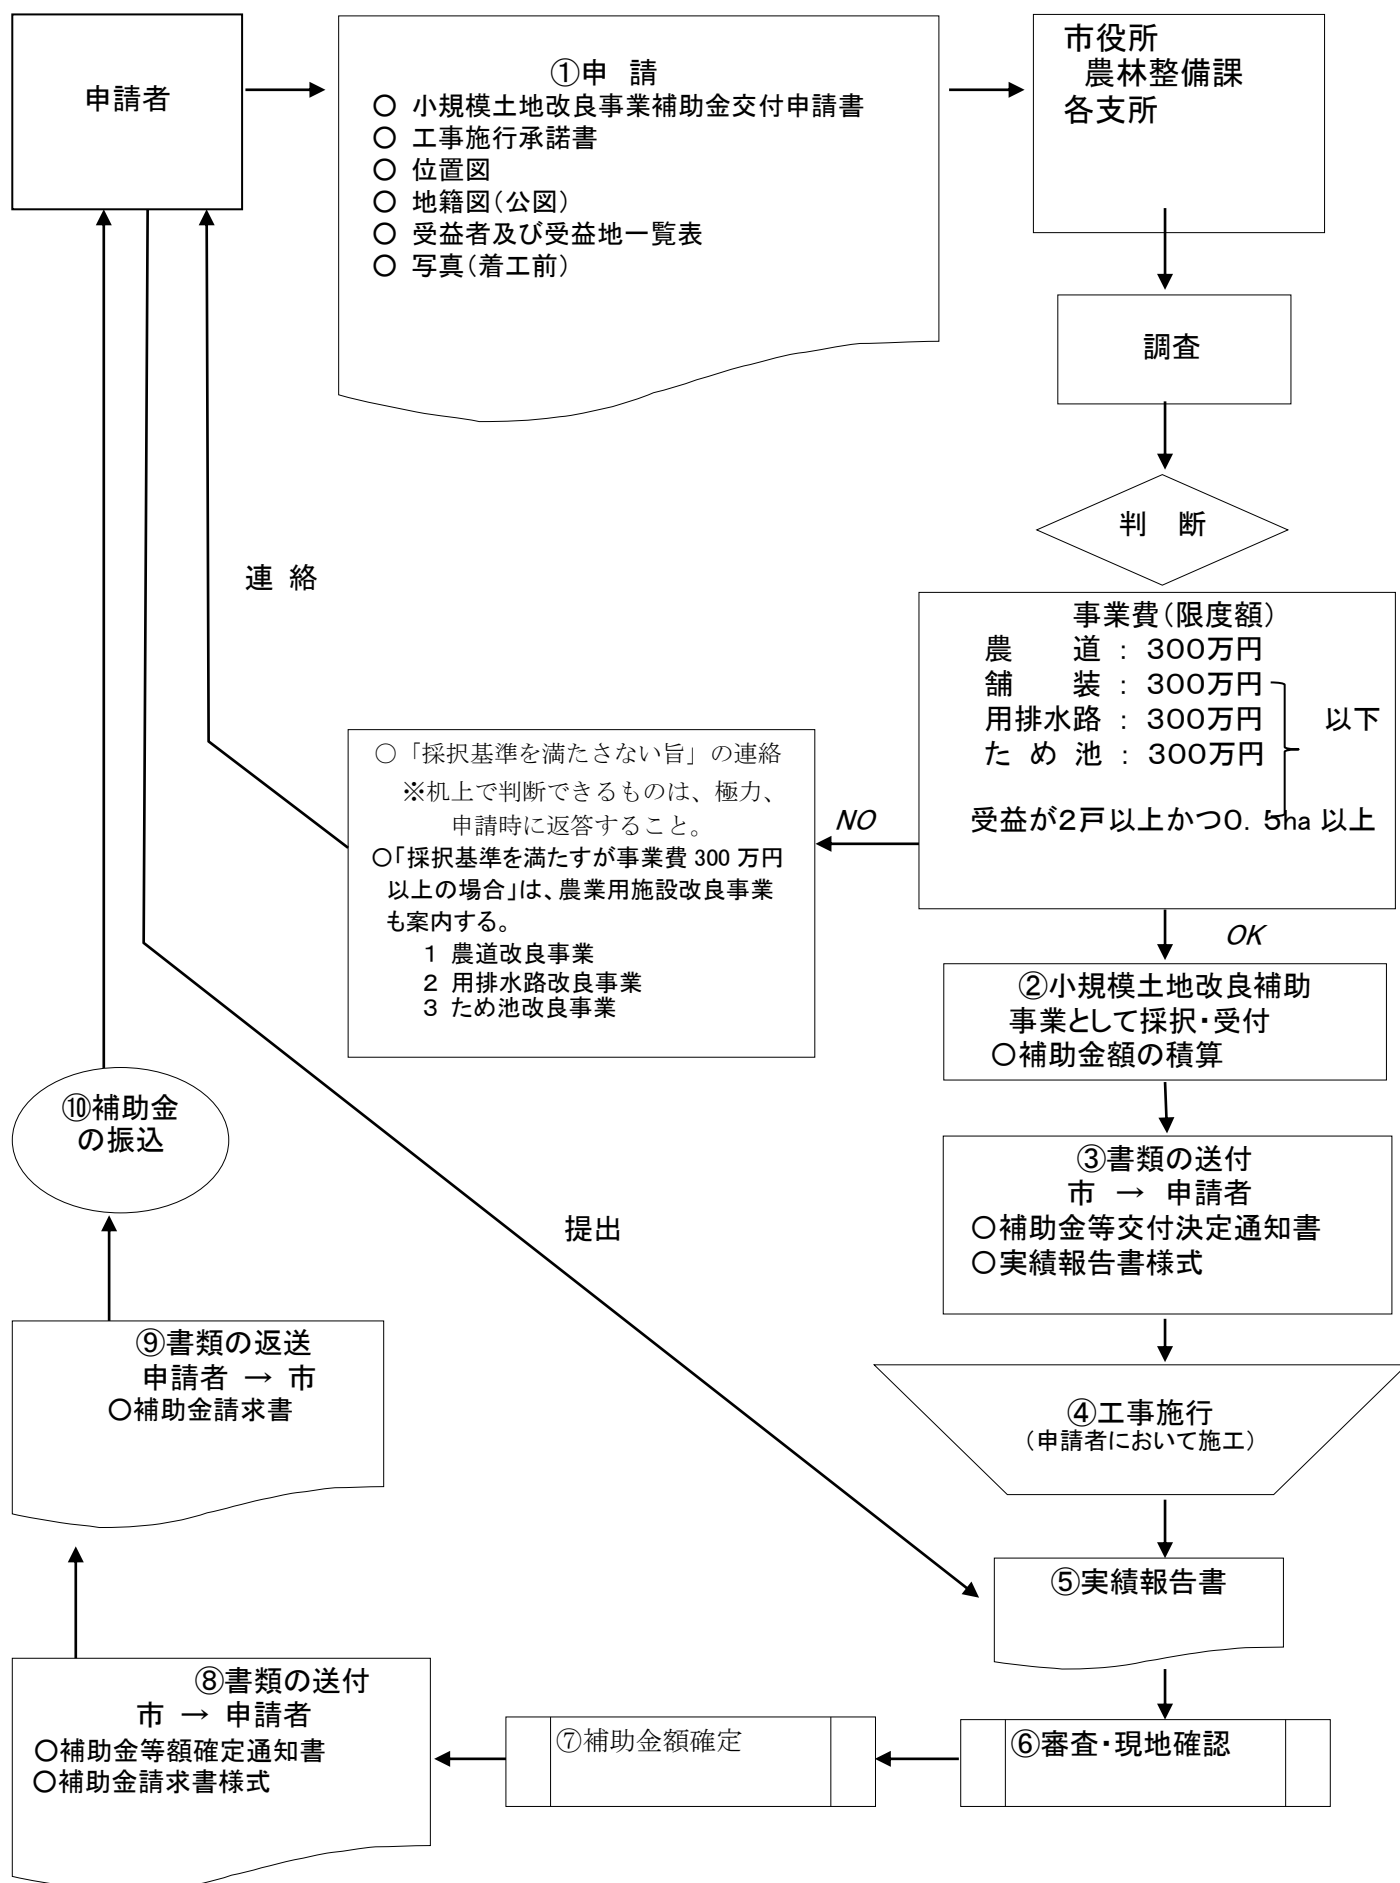 申請者
①申　請
○ 小規模土地改良事業補助金交付申請書
○ 工事施行承諾書
○ 位置図
○ 地籍図(公図)
○ 受益者及び受益地一覧表
○ 写真(着工前)
市役所
農林整備課
各支所
調査
判　断
連 絡
事業費(限度額)
農　　道 : 300万円
舗　　装 : 300万円
用排水路 : 300万円　以下
た め 池 : 300万円
受益が2戸以上かつ0.5ha 以上
NO
○「採択基準を満たさない旨」の連絡
※机上で判断できるものは、極力、
申請時に返答すること。
○「採択基準を満たすが事業費 300 万円
以上の場合」は、農業用施設改良事業
も案内する。
1 農道改良事業
2 用排水路改良事業
3 ため池改良事業
OK
②小規模土地改良補助
事業として採択・受付
○補助金額の積算
③書類の送付
市 → 申請者
○補助金等交付決定通知書
○実績報告書様式
提出
④工事施行
(申請者において施工)
⑤実績報告書
⑥審査・現地確認
⑦補助金額確定
⑧書類の送付
市 → 申請者
○補助金等額確定通知書
○補助金請求書様式
⑨書類の返送
申請者 → 市
○補助金請求書
⑩補助金
の振込